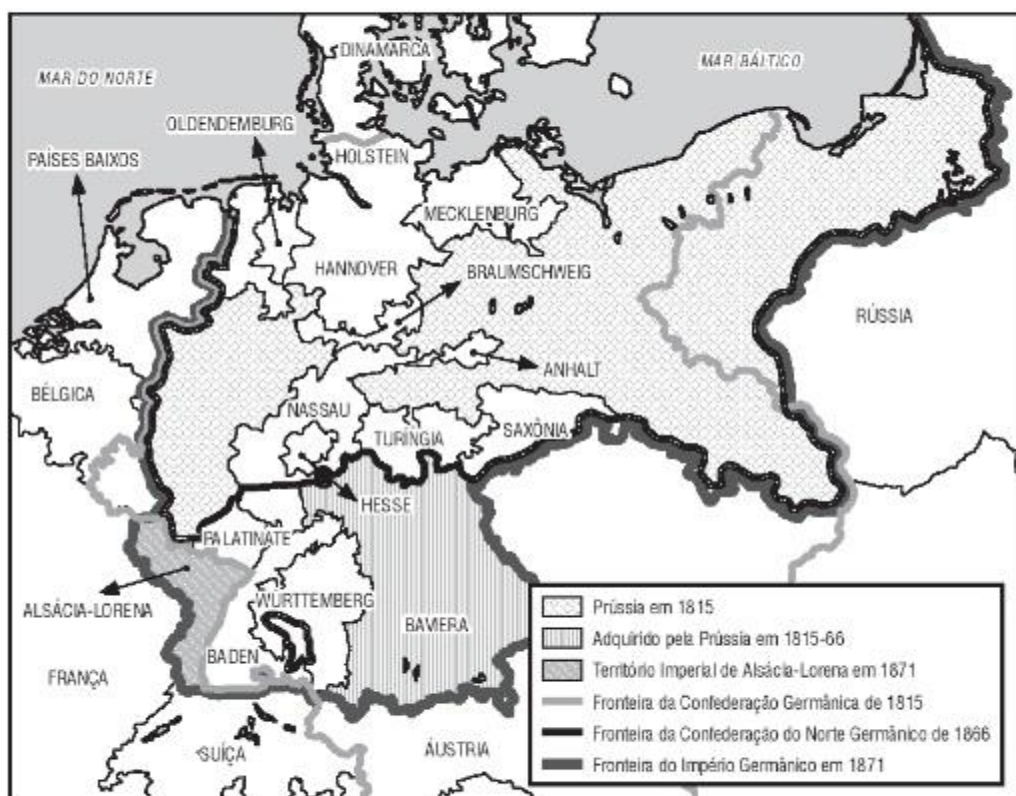 DINAMARCA
MAR DO NORTE
MAR BÁLTICO
OLDENDEMBURG
PAÍSES BAIXOS
HOLSTEIN
MECKLENBURG
HANNOVER
BRAUMSCHWEIG
RÚSSIA
BÉLGICA
ANHALT
NASSAU
TURÍNGIA
SAXÔNIA
HESSE
PALATINATE
ALSÁCIA-LORENA
WURTTEMBERG
BAVIERA
BADEN
FRANÇA
SUÍÇA
ÁUSTRIA
Prússia em 1815
Adquirido pela Prússia em 1815-66
Território Imperial de Alsácia-Lorena em 1871
Fronteira da Confederação Germânica de 1815
Fronteira da Confederação do Norte Germânico de 1866
Fronteira do Império Germânico em 1871